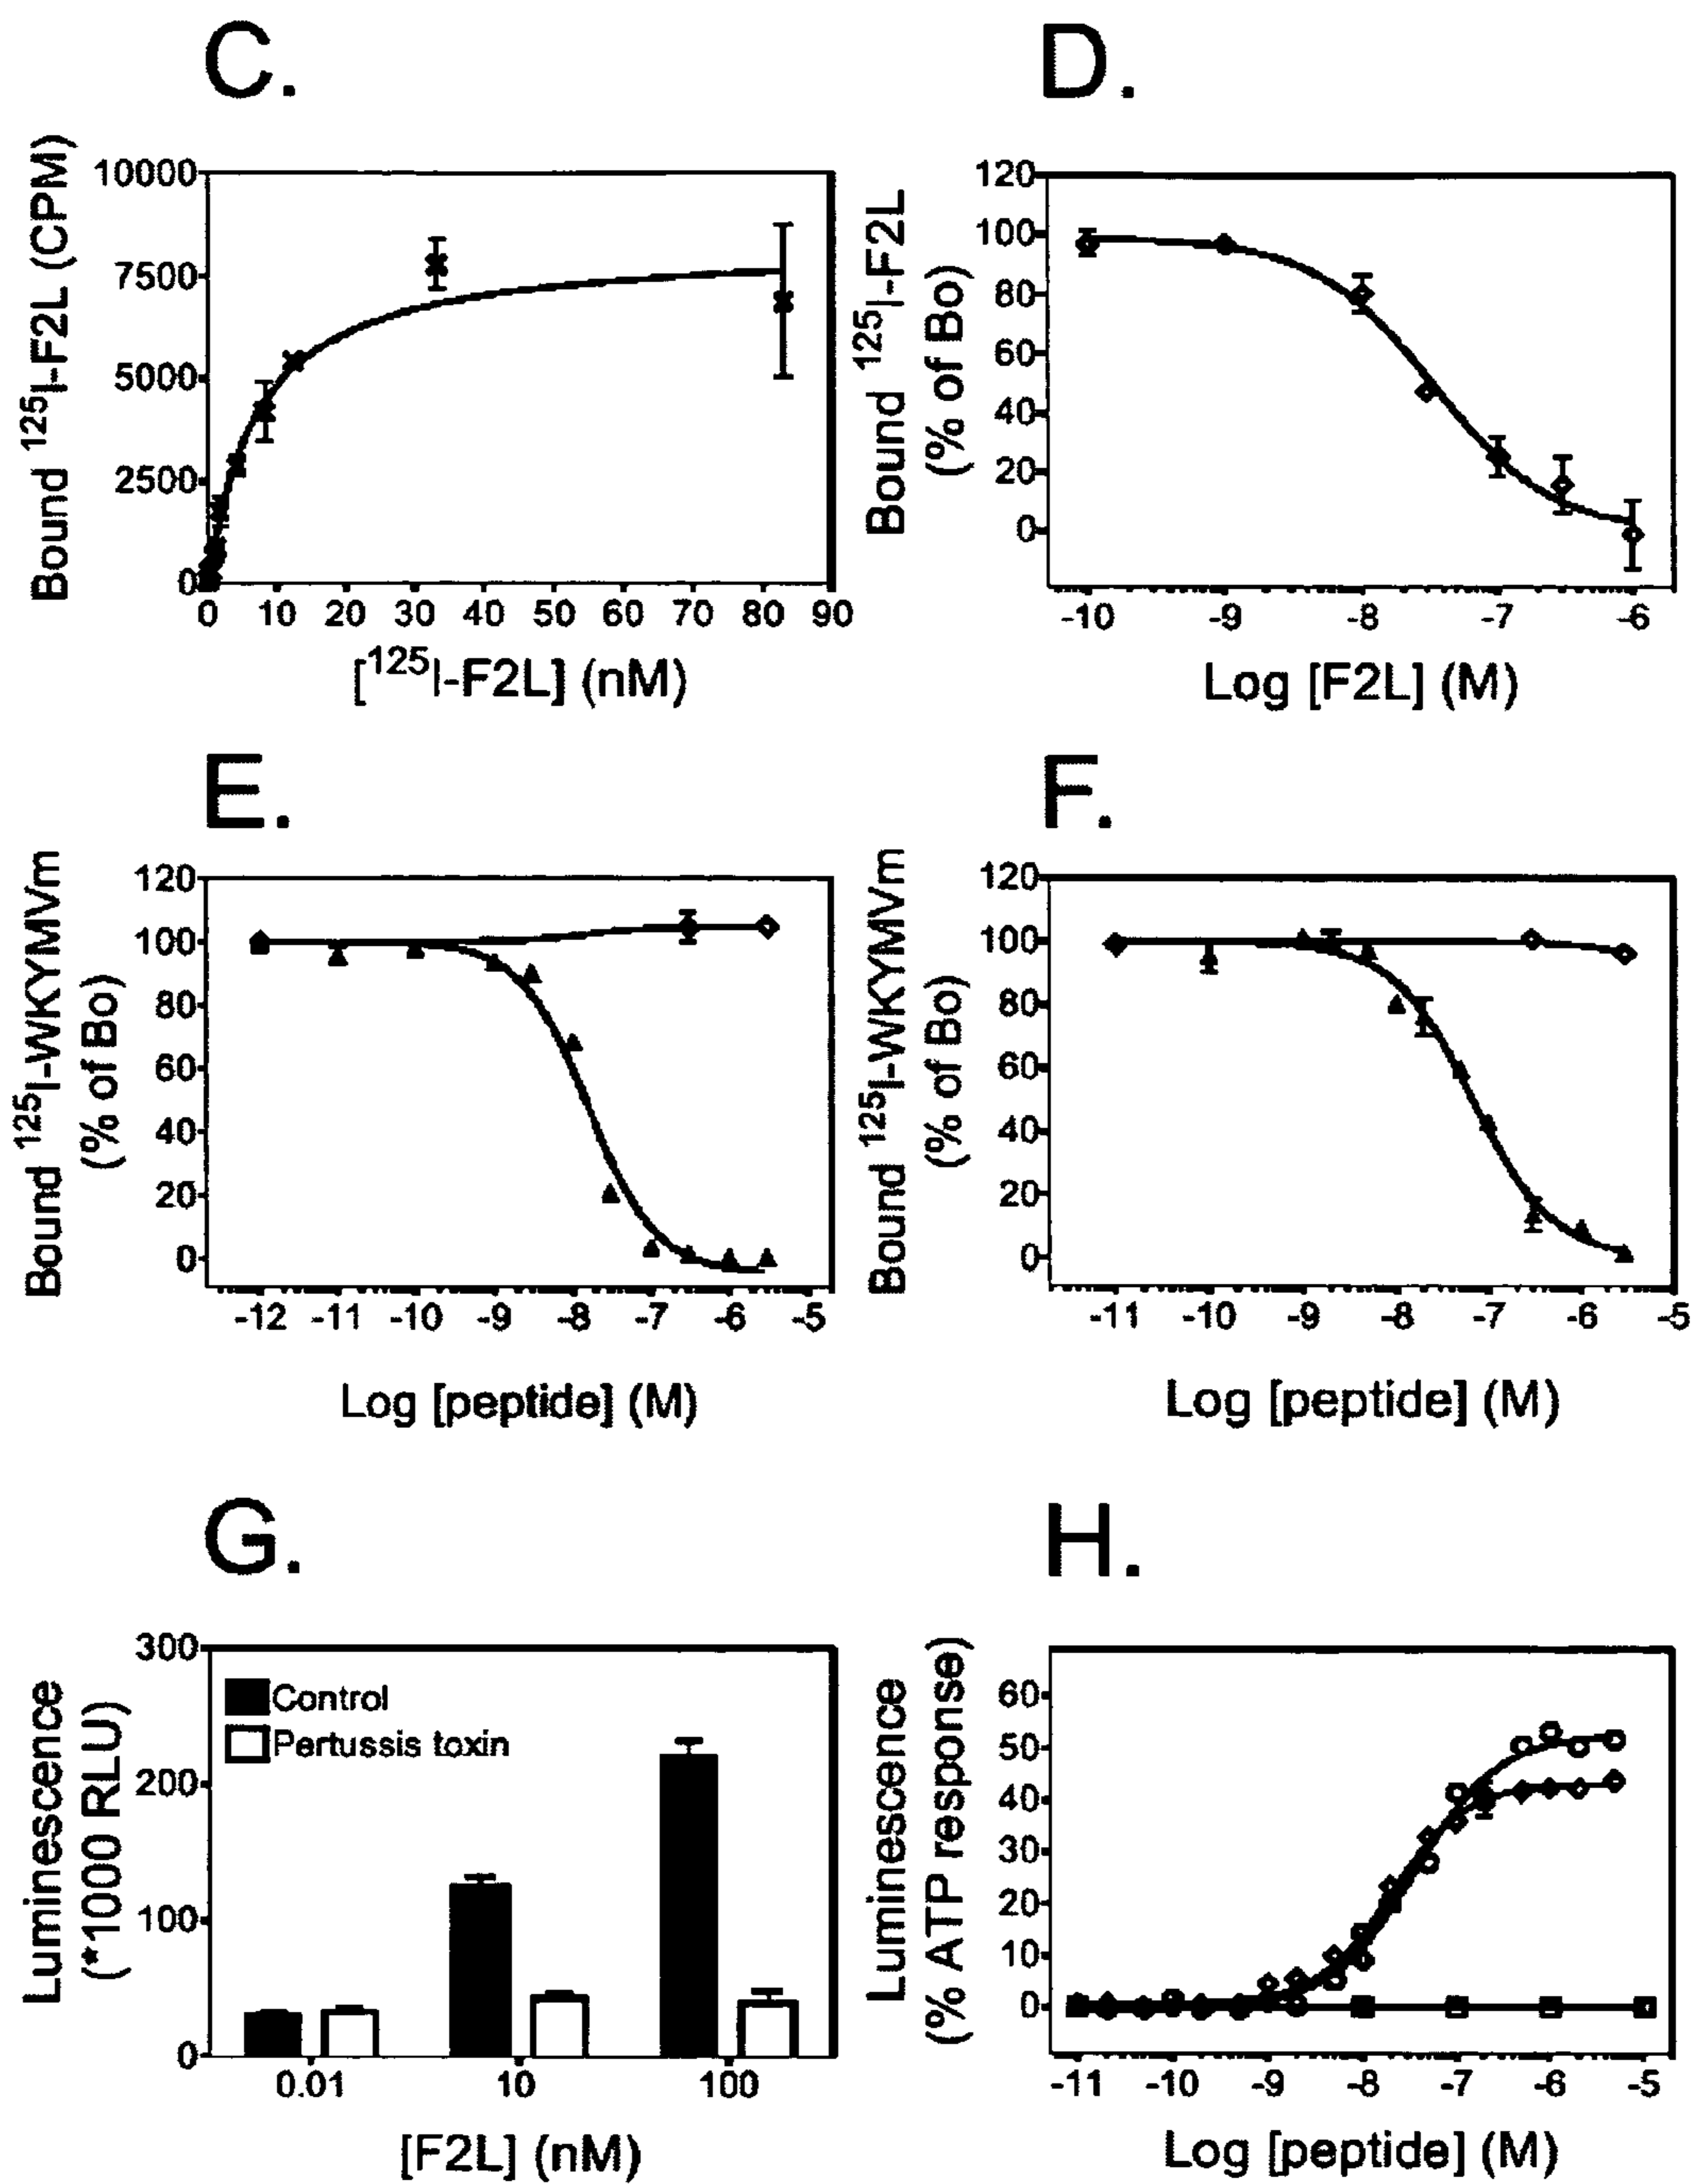 C.
Bound ¹²⁵I-F2L (CPM)
10000
7500
5000
2500
0
0 10 20 30 40 50 60 70 80 90
[¹²⁵I-F2L] (nM)
D.
Bound ¹²⁵I-F2L
(% of Bo)
120
100
80
60
40
20
0
-10 -9 -8 -7 -6
Log [F2L] (M)
E.
Bound ¹²⁵I-WKYMVm
(% of Bo)
120
100
80
60
40
20
0
-12 -11 -10 -9 -8 -7 -6 -5
Log [peptide] (M)
F.
Bound ¹²⁵I-WKYMVm
(% of Bo)
120
100
80
60
40
20
0
-11 -10 -9 -8 -7 -6 -5
Log [peptide] (M)
G.
Luminescence
(*1000 RLU)
300
200
100
0
Control
Pertussis toxin
0.01 10 100
[F2L] (nM)
H.
Luminescence
(% ATP response)
60
50
40
30
20
10
0
-11 -10 -9 -8 -7 -6 -5
Log [peptide] (M)